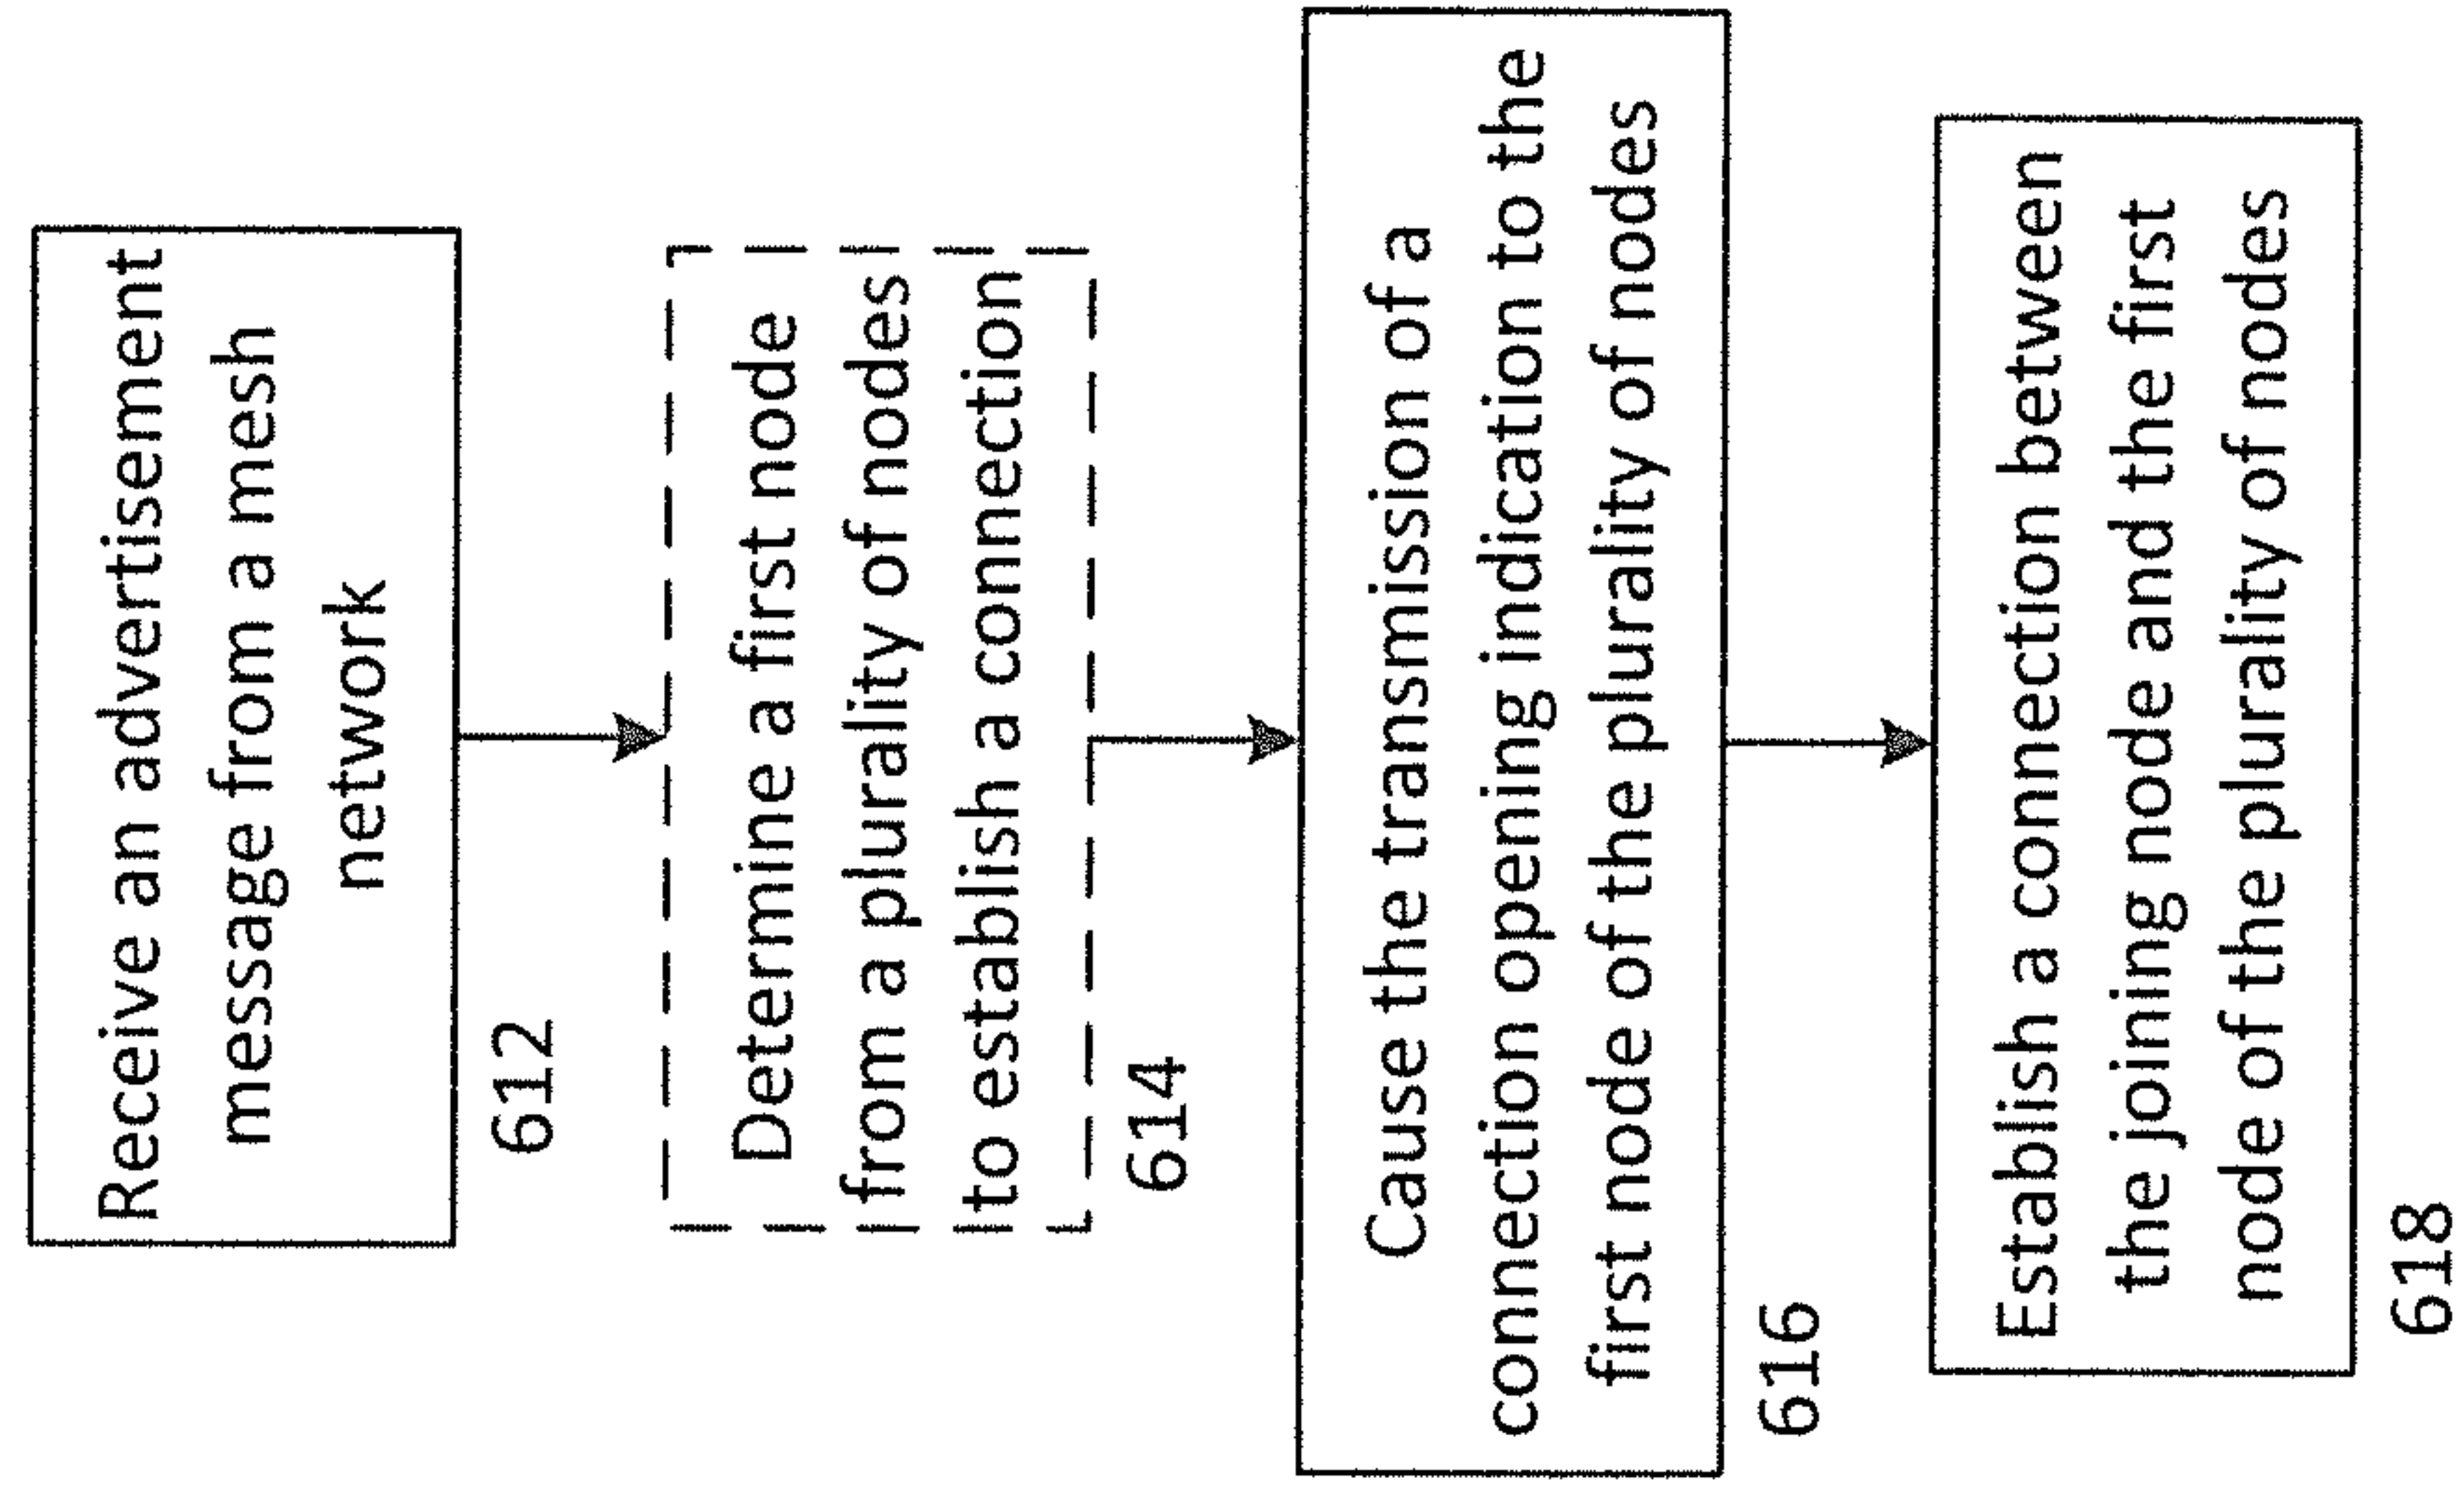 Receive an advertisement
message from a mesh
network
612
Determine a first node
from a plurality of nodes
to establish a connection
614
Cause the transmission of a
connection opening indication to the
first node of the plurality of nodes
616
Establish a connection between
the joining node and the first
node of the plurality of nodes
618